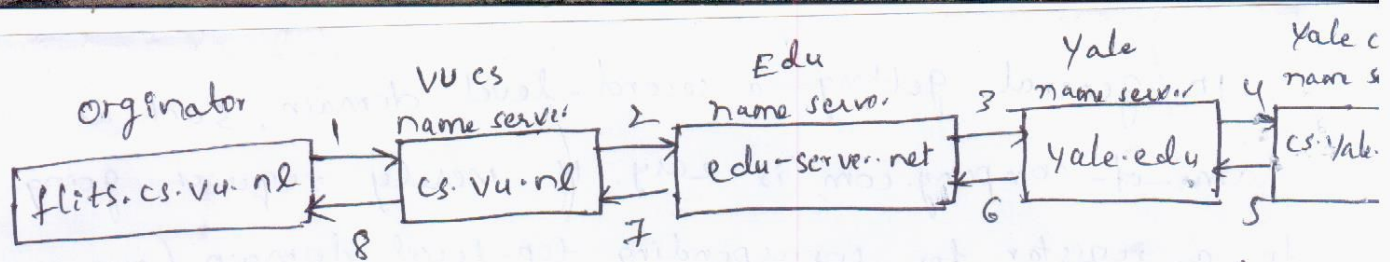 Yale c
Edu Yale name s
VU CS
orginator name server name server name server 4
1 2 3
flits.cs.vu.nl cs.vu.nl edu-server.net yale.edu cs.yale.
8 7 6 5